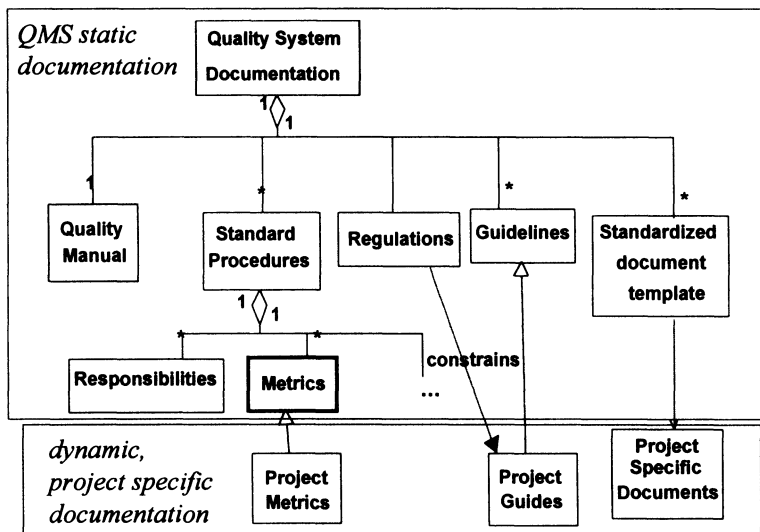 QMS static
documentation
Quality System
Documentation
1
1
1
*
*
*
Quality
Manual
Standard
Procedures
Regulations
Guidelines
Standardized
document
template
1
1
*
*
constrains
Responsibilities
Metrics
...
dynamic,
project specific
documentation
Project
Metrics
Project
Guides
Project
Specific
Documents